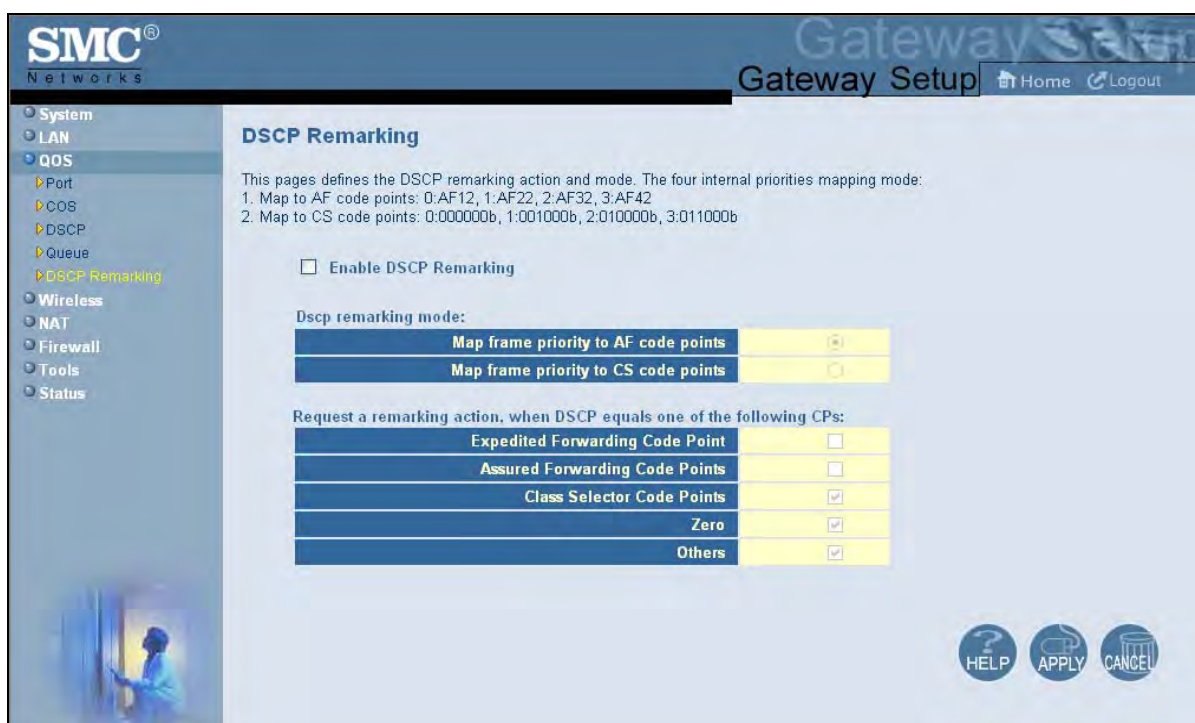 SMC®
Networks
Gateway Setup
Gateway Setup
Home
Logout
System
LAN
QOS
Port
COS
DSCP
Queue
DSCP Remarking
Wireless
NAT
Firewall
Tools
Status
DSCP Remarking
This pages defines the DSCP remarking action and mode. The four internal priorities mapping mode:
1. Map to AF code points: 0:AF12, 1:AF22, 2:AF32, 3:AF42
2. Map to CS code points: 0:000000b, 1:001000b, 2:010000b, 3:011000b
Enable DSCP Remarking
Dscp remarking mode:
Map frame priority to AF code points
Map frame priority to CS code points
Request a remarking action, when DSCP equals one of the following CPs:
Expedited Forwarding Code Point
Assured Forwarding Code Points
Class Selector Code Points
Zero
Others
HELP
APPLY
CANCEL